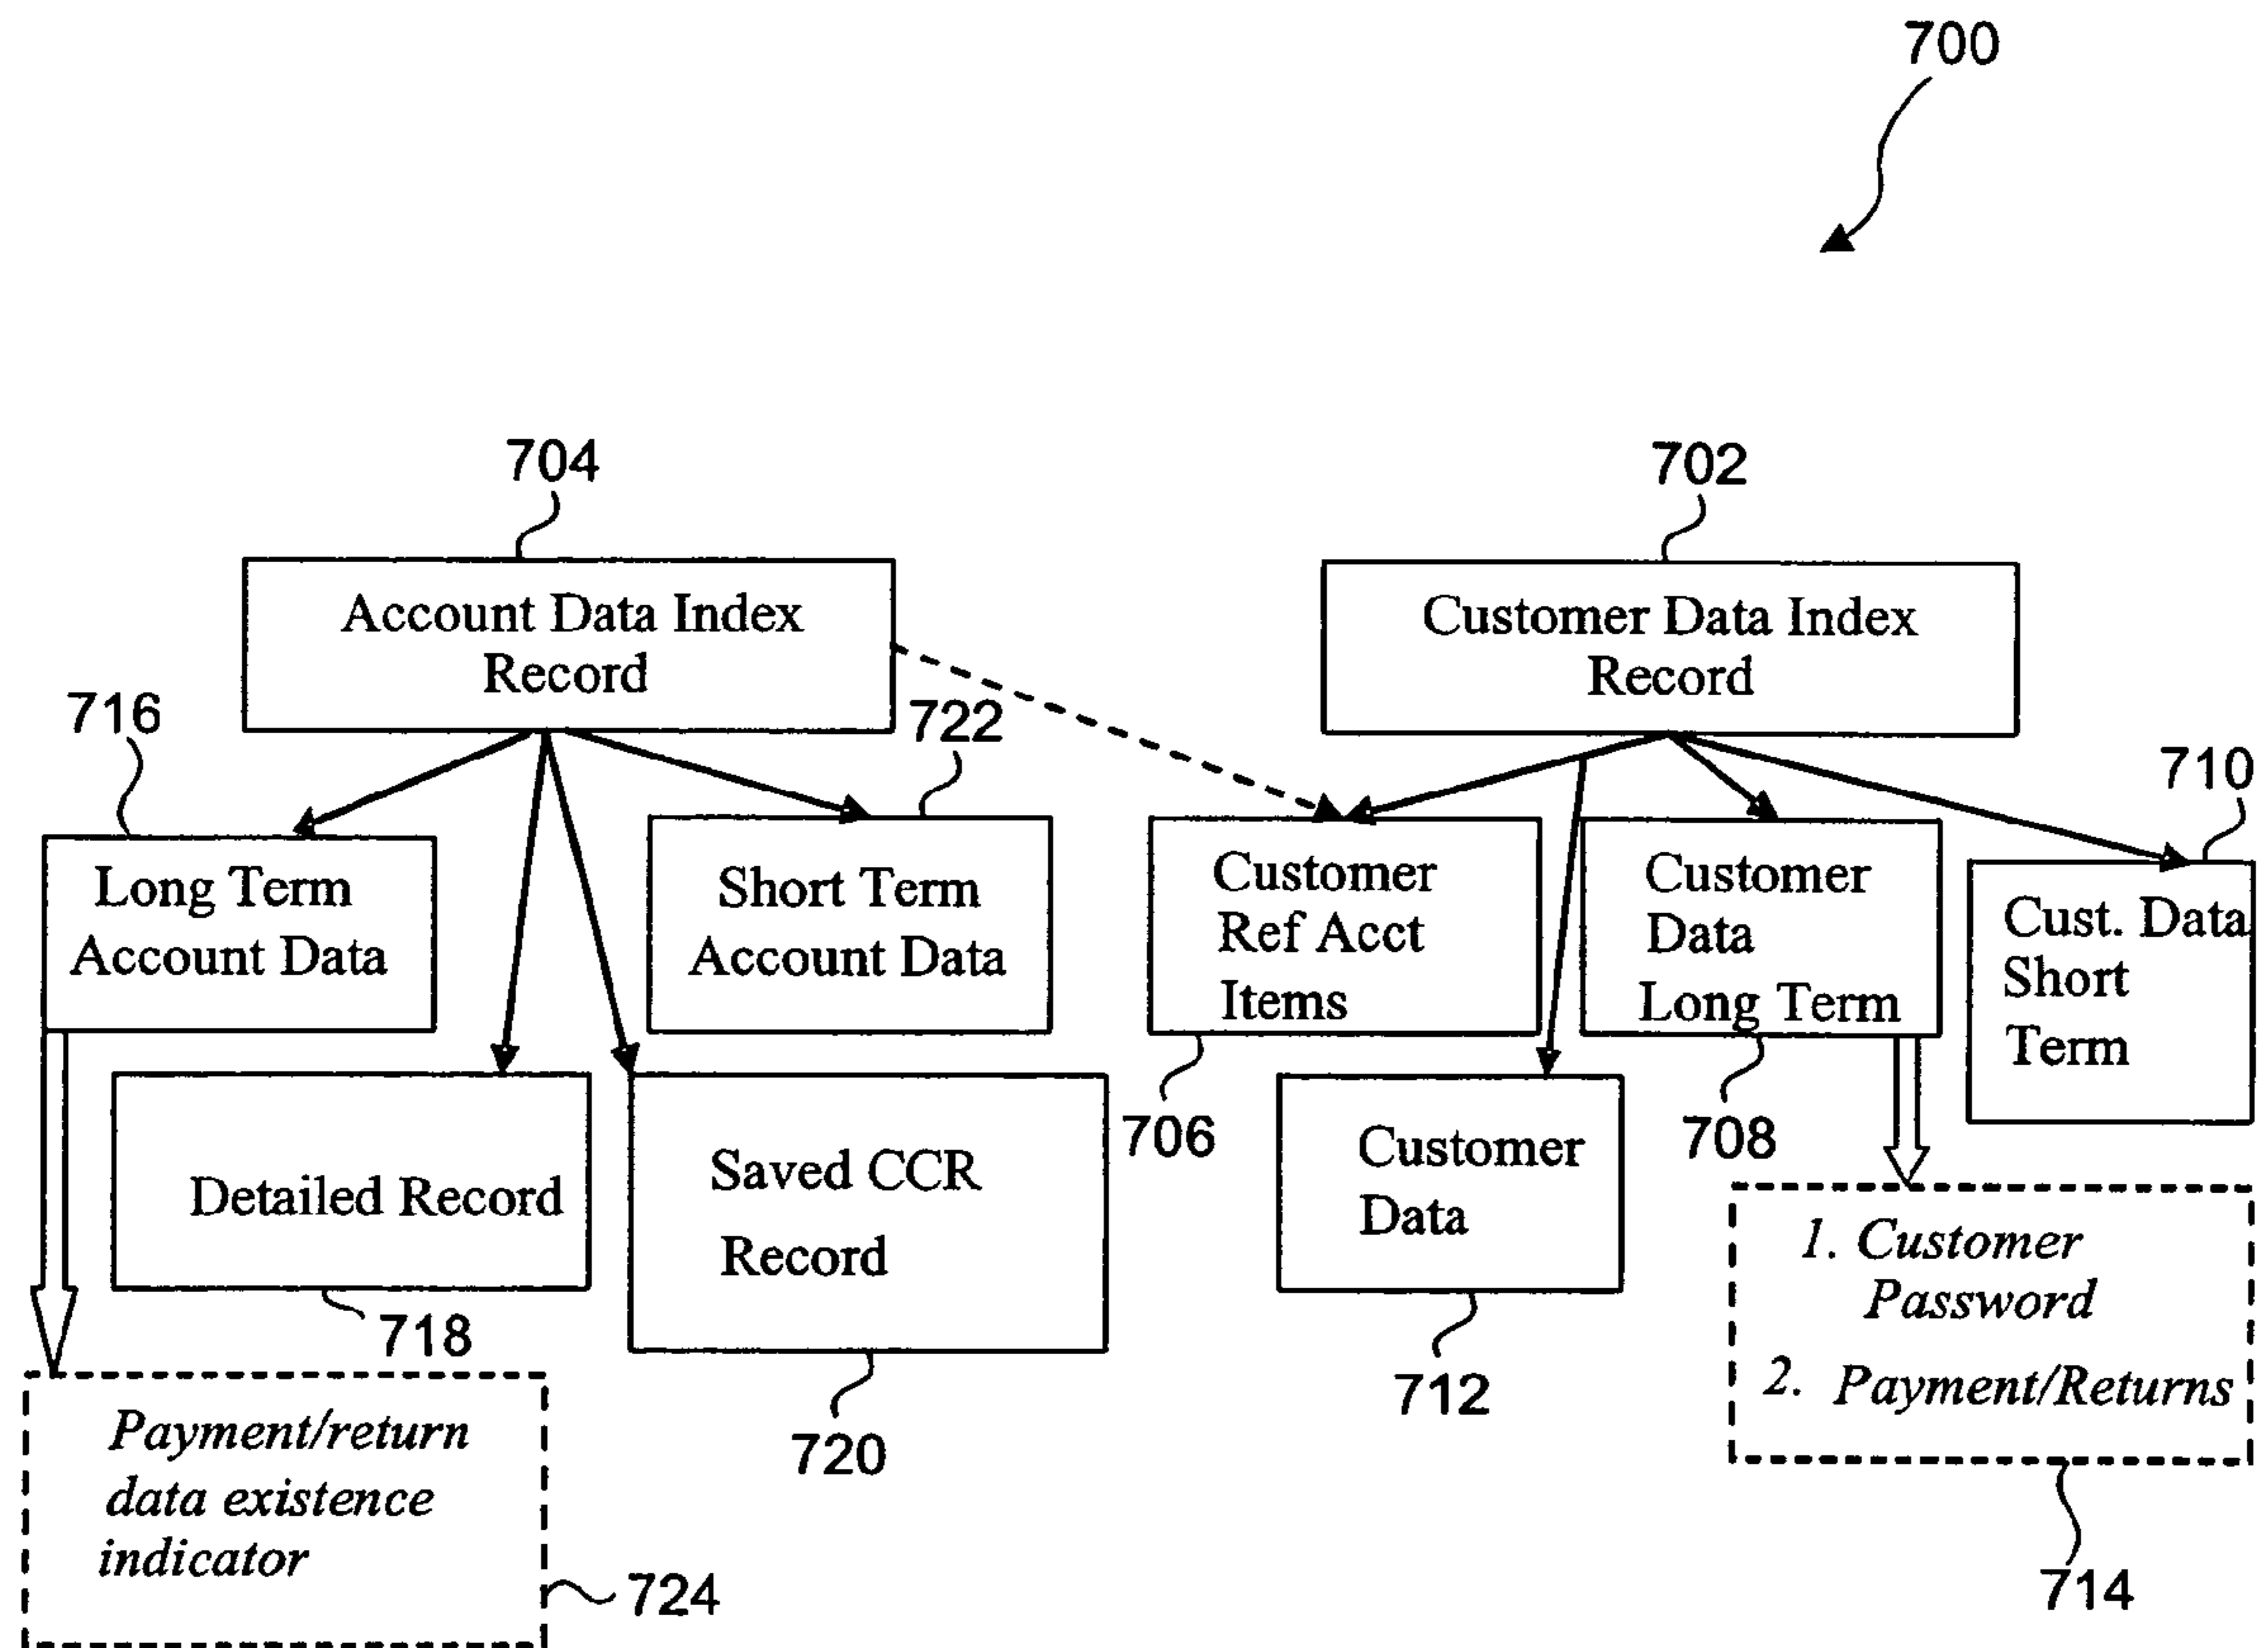 700
704
702
Account Data Index
Record
Customer Data Index
Record
716
722
710
Long Term
Account Data
Short Term
Account Data
Customer
Ref Acct
Items
Customer
Data
Long Term
Cust. Data
Short
Term
706
708
Detailed Record
Saved CCR
Record
Customer
Data
1. Customer
Password
2. Payment/Returns
718
720
712
714
Payment/return
data existence
indicator
724